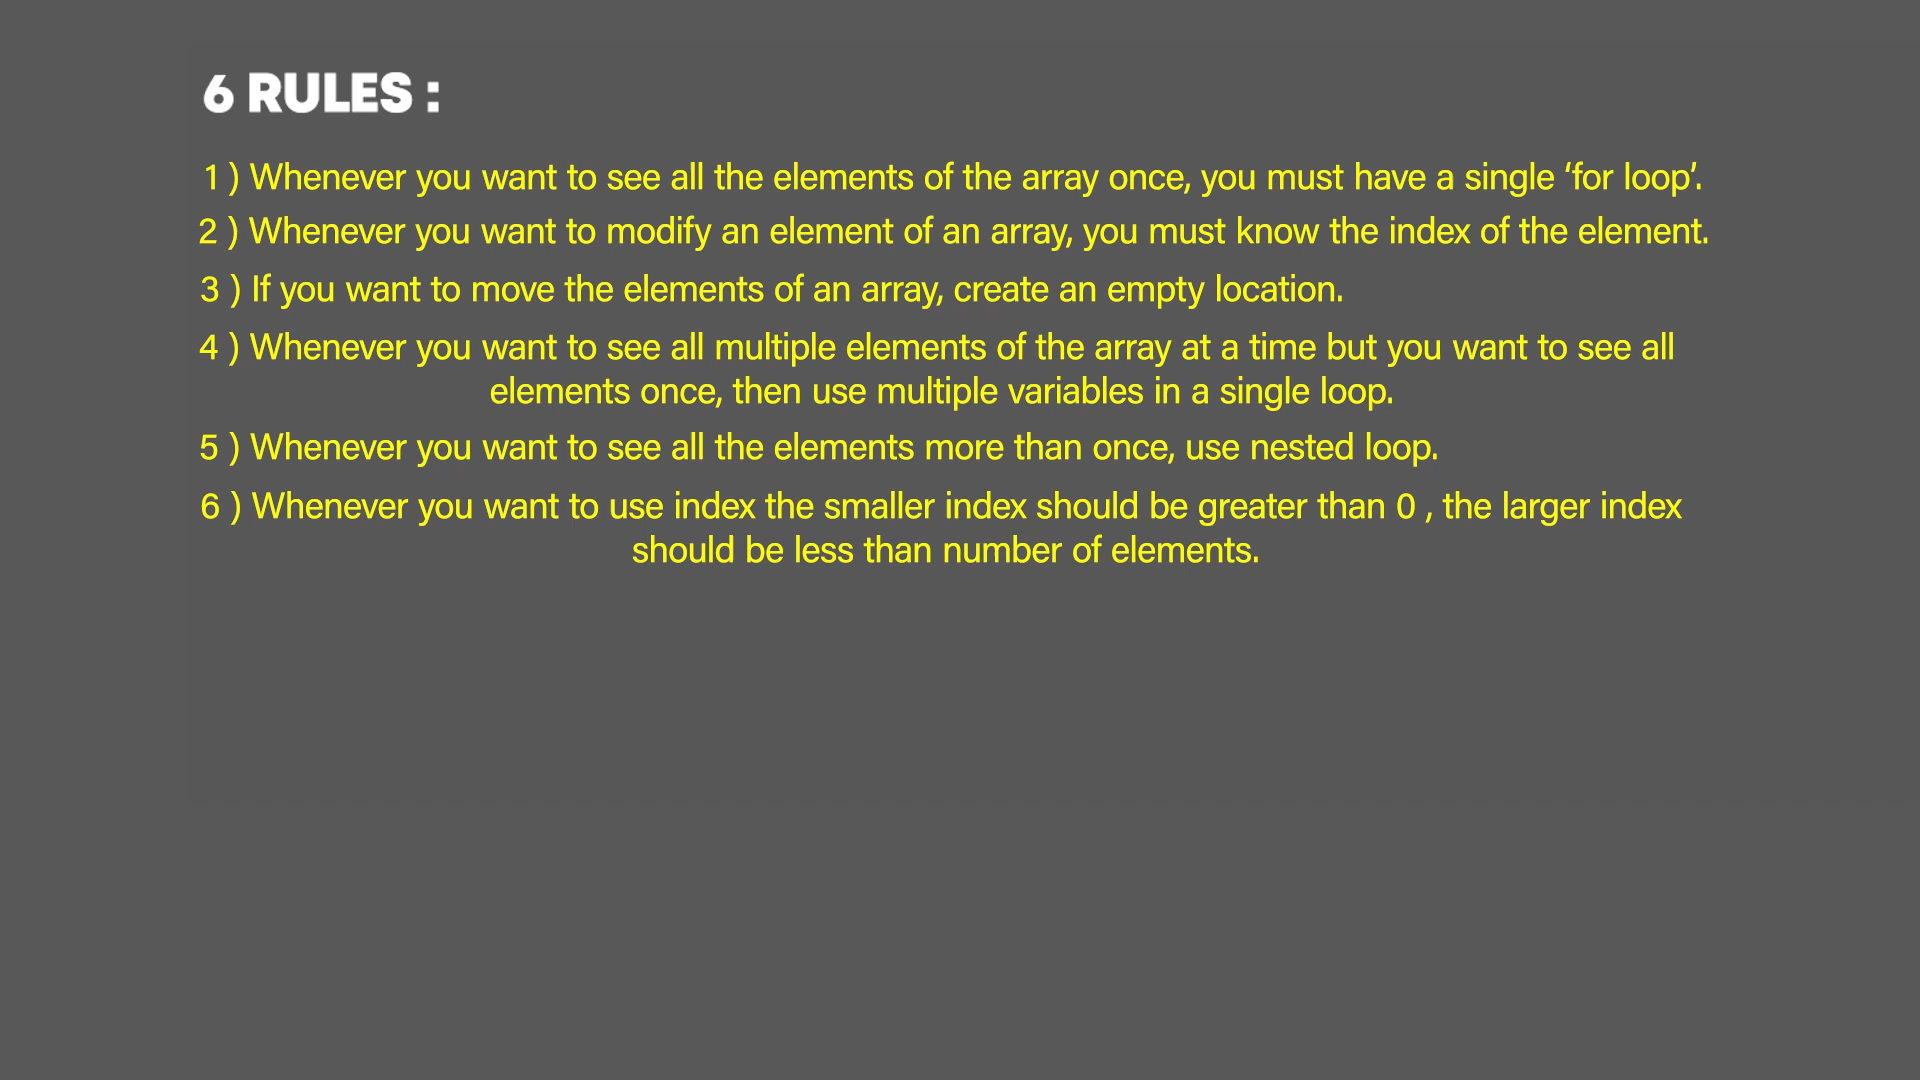 6 RULES :
1 ) Whenever you want to see all the elements of the array once, you must have a single ‘for loop’.
2 ) Whenever you want to modify an element of an array, you must know the index of the element.
3 ) If you want to move the elements of an array, create an empty location.
4 ) Whenever you want to see all multiple elements of the array at a time but you want to see all
elements once, then use multiple variables in a single loop.
5 ) Whenever you want to see all the elements more than once, use nested loop.
6 ) Whenever you want to use index the smaller index should be greater than 0 , the larger index
should be less than number of elements.